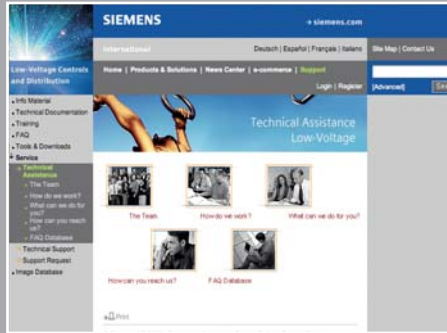 SIEMENS
→ siemens.com
International
Deutsch | Español | Français | Italiano
Site Map | Contact Us
Low-Voltage Controls
and Distribution
Home | Products & Solutions | News Center | e-commerce | Support
Login | Register
[Advanced]
Info Material
Technical Documentation
Training
FAQ
Tools & Downloads
Service
Technical
Assistance
The Team
How do we work?
What can we do for
you?
How can you reach
us?
FAQ Database
Technical Support
Support Request
Image Database
Technical Assistance
Low-Voltage
The Team
How do we work?
What can we do for you?
How can you reach us?
FAQ Database
Print